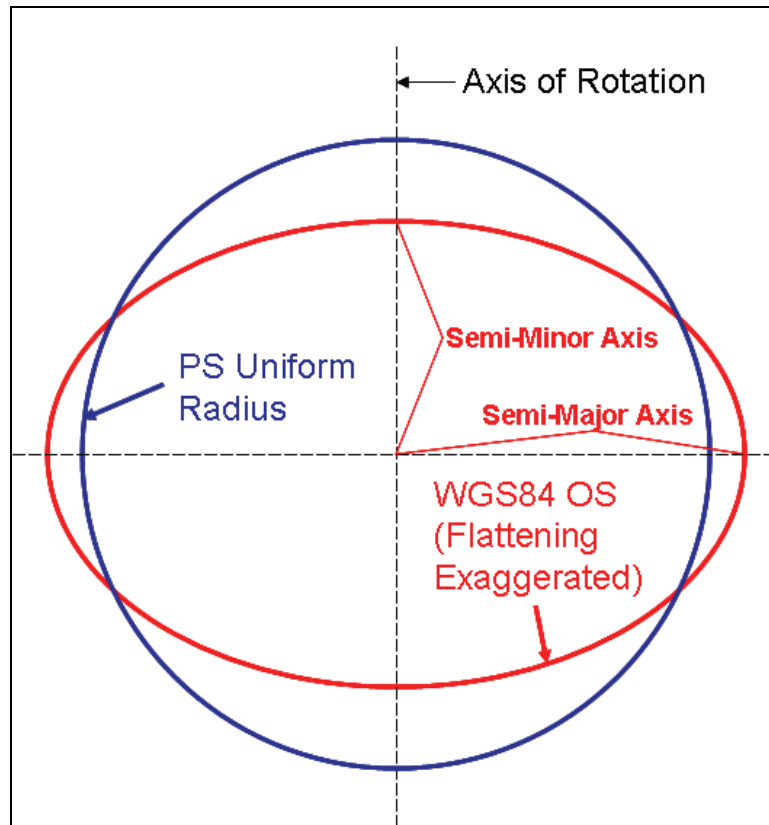 Axis of Rotation
Semi-Minor Axis
PS Uniform
Radius
Semi-Major Axis
WGS84 OS
(Flattening
Exaggerated)